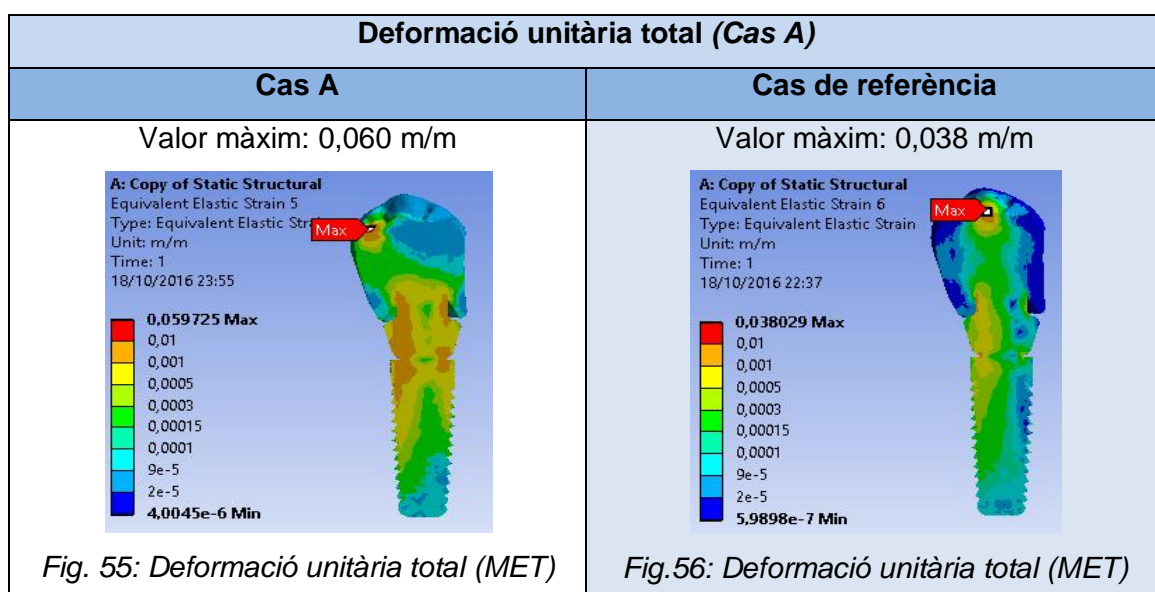 Deformació unitària total (Cas A)
Cas A
Cas de referència
Valor màxim: 0,060 m/m
A: Copy of Static Structural
Equivalent Elastic Strain 5
Type: Equivalent Elastic
Unit: m/m
Time: 1
18/10/2016 23:55
Max
0,059725 Max
0,01
0,001
0,0005
0,0003
0,00015
0,0001
9e-5
2e-5
4,0045e-6 Min
Fig. 55: Deformació unitària total (MET)
Valor màxim: 0,038 m/m
A: Copy of Static Structural
Equivalent Elastic Strain 6
Type: Equivalent Elastic Strain
Unit: m/m
Time: 1
18/10/2016 22:37
Max
0,038029 Max
0,01
0,001
0,0005
0,0003
0,00015
0,0001
9e-5
2e-5
5,9898e-7 Min
Fig.56: Deformació unitària total (MET)